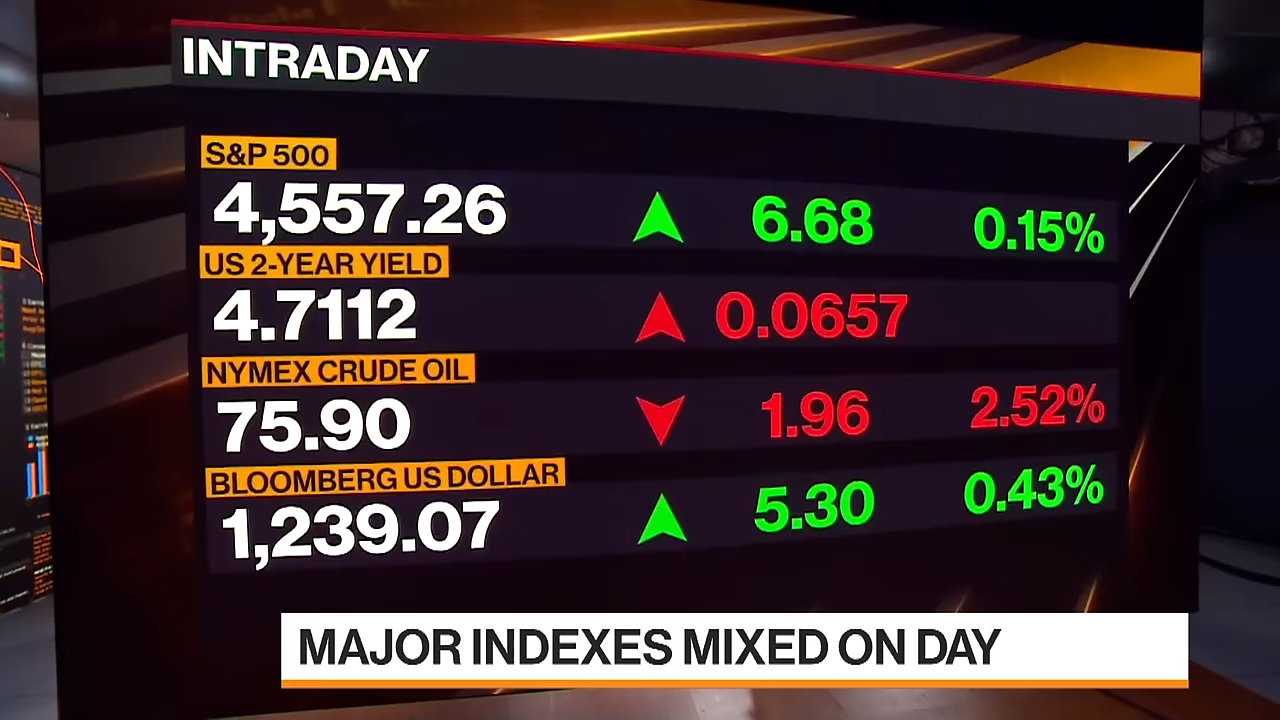 INTRADAY
S&P 500
4,557.26 ▲ 6.68 0.15%
US 2-YEAR YIELD
4.7112 ▲ 0.0657
NYMEX CRUDE OIL
75.90 ▼ 1.96 2.52%
BLOOMBERG US DOLLAR
1,239.07 ▲ 5.30 0.43%
MAJOR INDEXES MIXED ON DAY